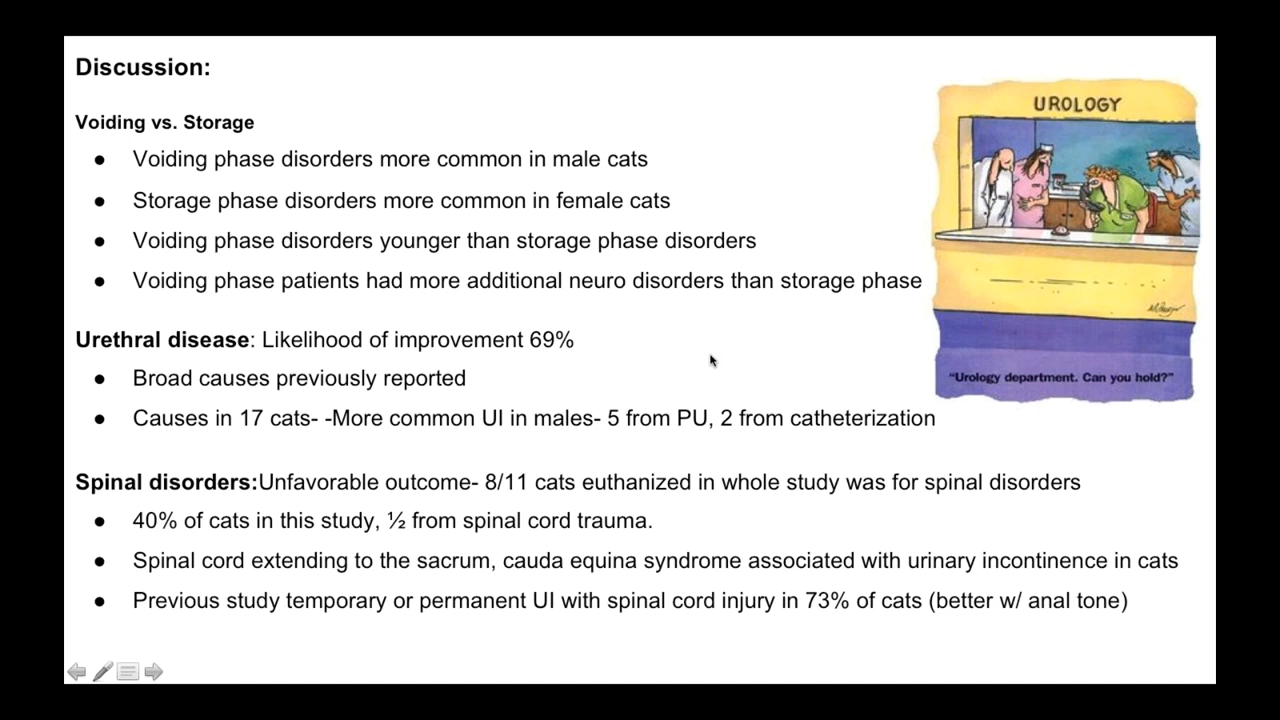 Discussion:
Voiding vs. Storage
● Voiding phase disorders more common in male cats
● Storage phase disorders more common in female cats
● Voiding phase disorders younger than storage phase disorders
● Voiding phase patients had more additional neuro disorders than storage phase
UROLOGY
"Urology department. Can you hold?"
Urethral disease: Likelihood of improvement 69%
● Broad causes previously reported
● Causes in 17 cats- -More common UI in males- 5 from PU, 2 from catheterization
Spinal disorders:Unfavorable outcome- 8/11 cats euthanized in whole study was for spinal disorders
● 40% of cats in this study, ½ from spinal cord trauma.
● Spinal cord extending to the sacrum, cauda equina syndrome associated with urinary incontinence in cats
● Previous study temporary or permanent UI with spinal cord injury in 73% of cats (better w/ anal tone)